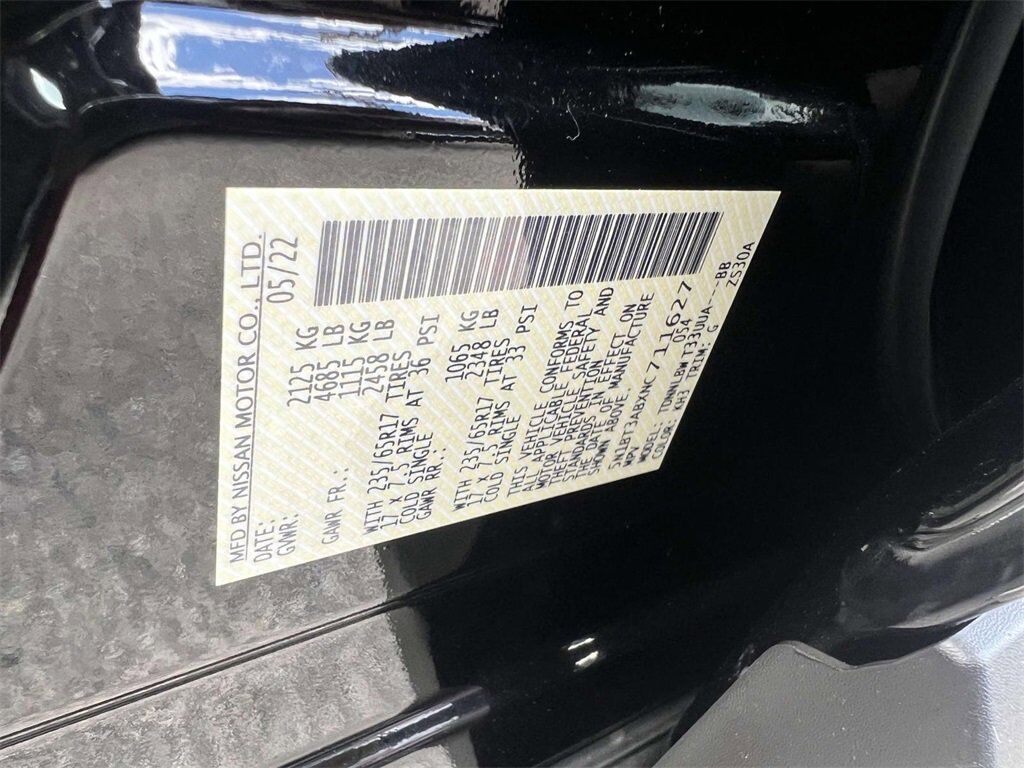 MFD BY NISSAN MOTOR CO., LTD.
DATE: 05/22
GVWR: 2125 KG
4685 LB
GAWR FR.: 1115 KG
2458 LB
WITH 235/65R17 TIRES
17 x 7.5 RIMS AT 36 PSI
COLD SINGLE
GAWR RR.: 1065 KG
2348 LB
WITH 235/65R17 TIRES
17 x 7.5 RIMS AT 33 PSI
COLD SINGLE
THIS VEHICLE CONFORMS TO
ALL APPLICABLE FEDERAL
MOTOR VEHICLE SAFETY AND
THEFT PREVENTION
STANDARDS IN EFFECT ON
THE DATE OF MANUFACTURE
SHOWN ABOVE.
5N1BT3ABXNC711627
MPV 054
MODEL: TDNNLBWT33UUA---BB
COLOR: KH3 TRIM: G ZS30A